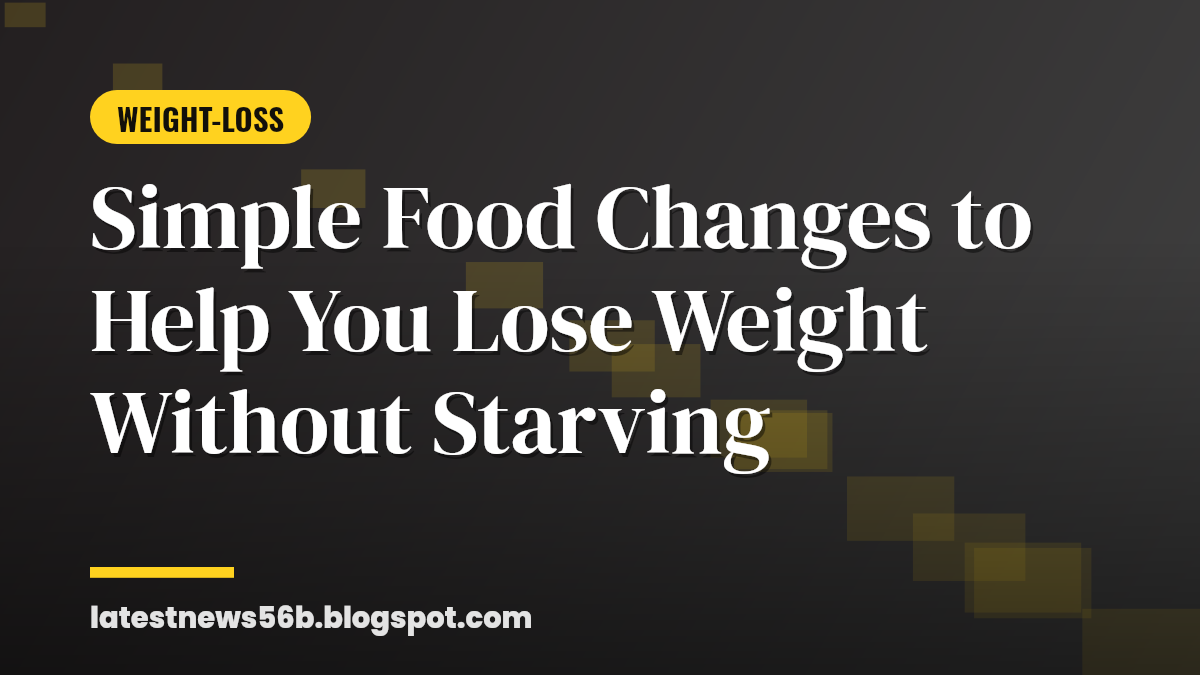 WEIGHT-LOSS
Simple Food Changes to
Help You Lose Weight
Without Starving
latestnews56b.blogspot.com